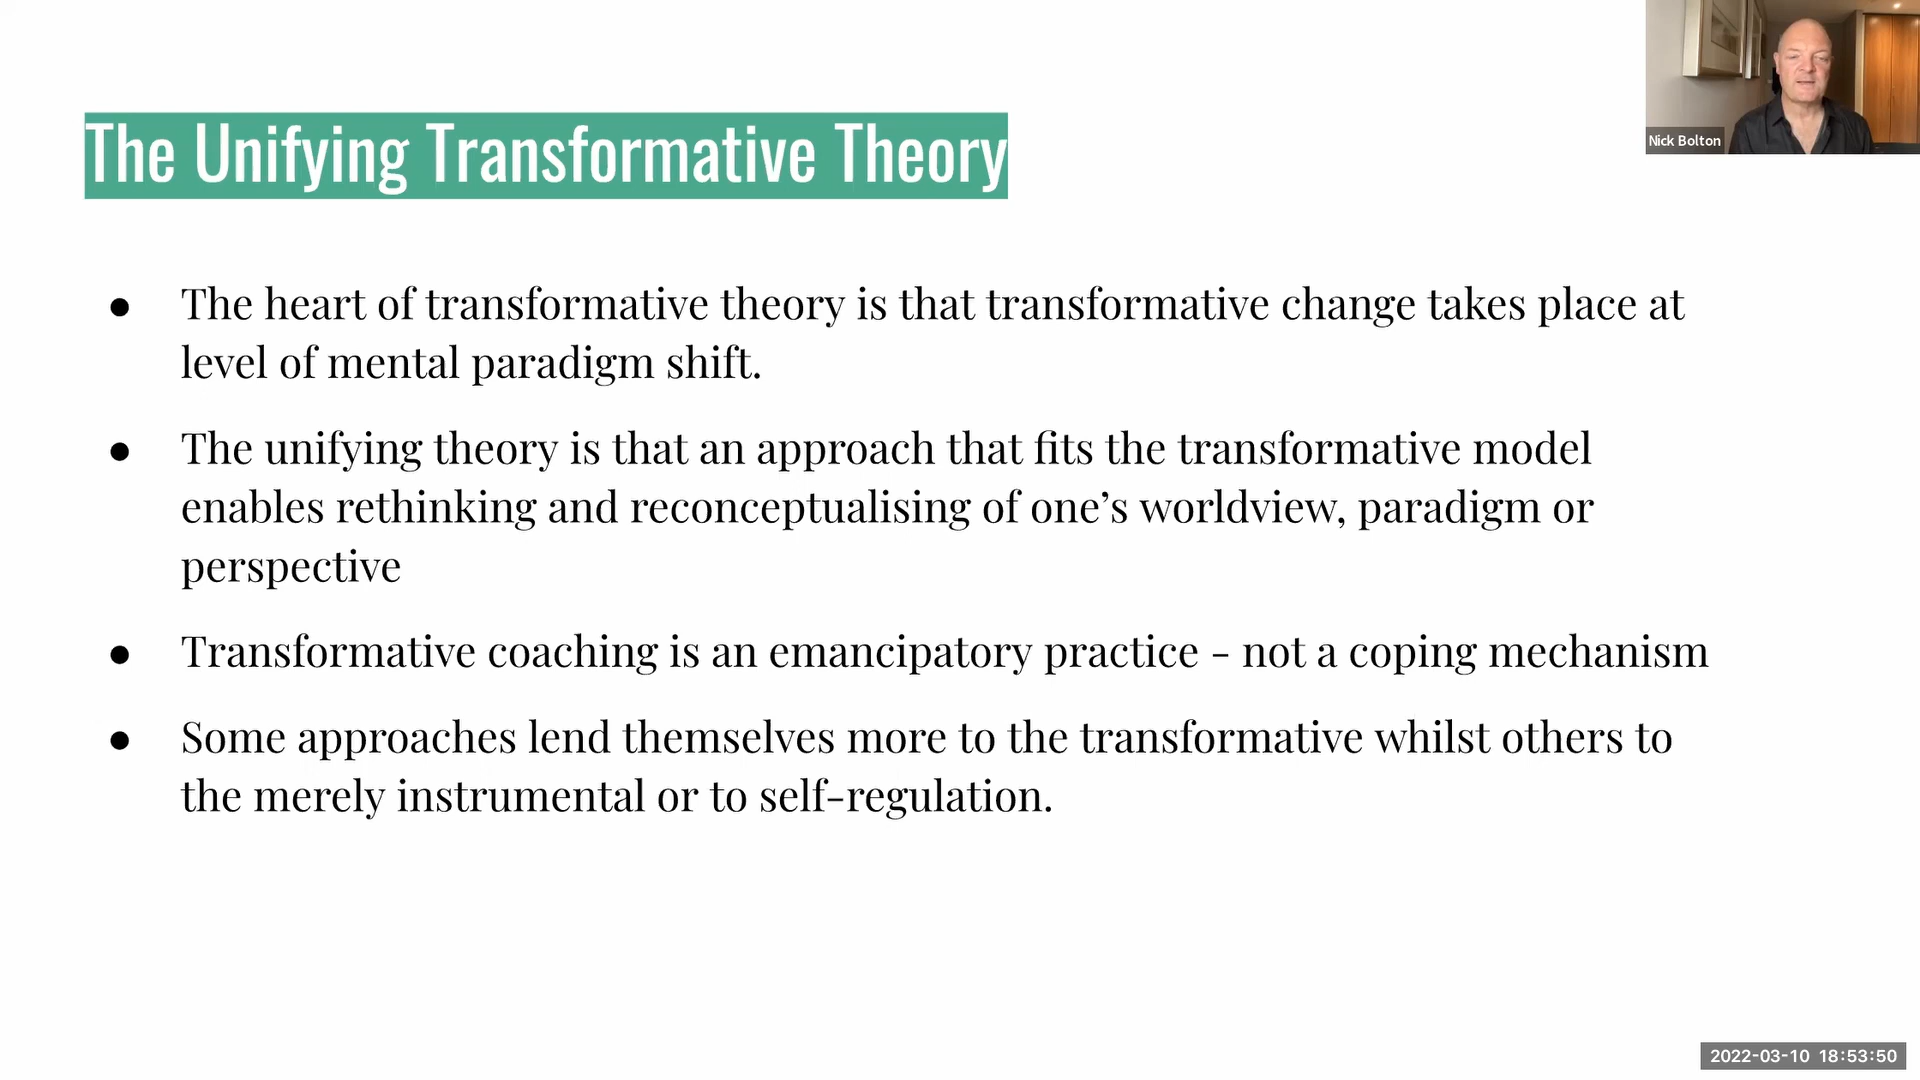 Nick Bolton
The Unifying Transformative Theory
● The heart of transformative theory is that transformative change takes place at
level of mental paradigm shift.
● The unifying theory is that an approach that fits the transformative model
enables rethinking and reconceptualising of one’s worldview, paradigm or
perspective
● Transformative coaching is an emancipatory practice - not a coping mechanism
● Some approaches lend themselves more to the transformative whilst others to
the merely instrumental or to self-regulation.
2022-03-10 18:53:50